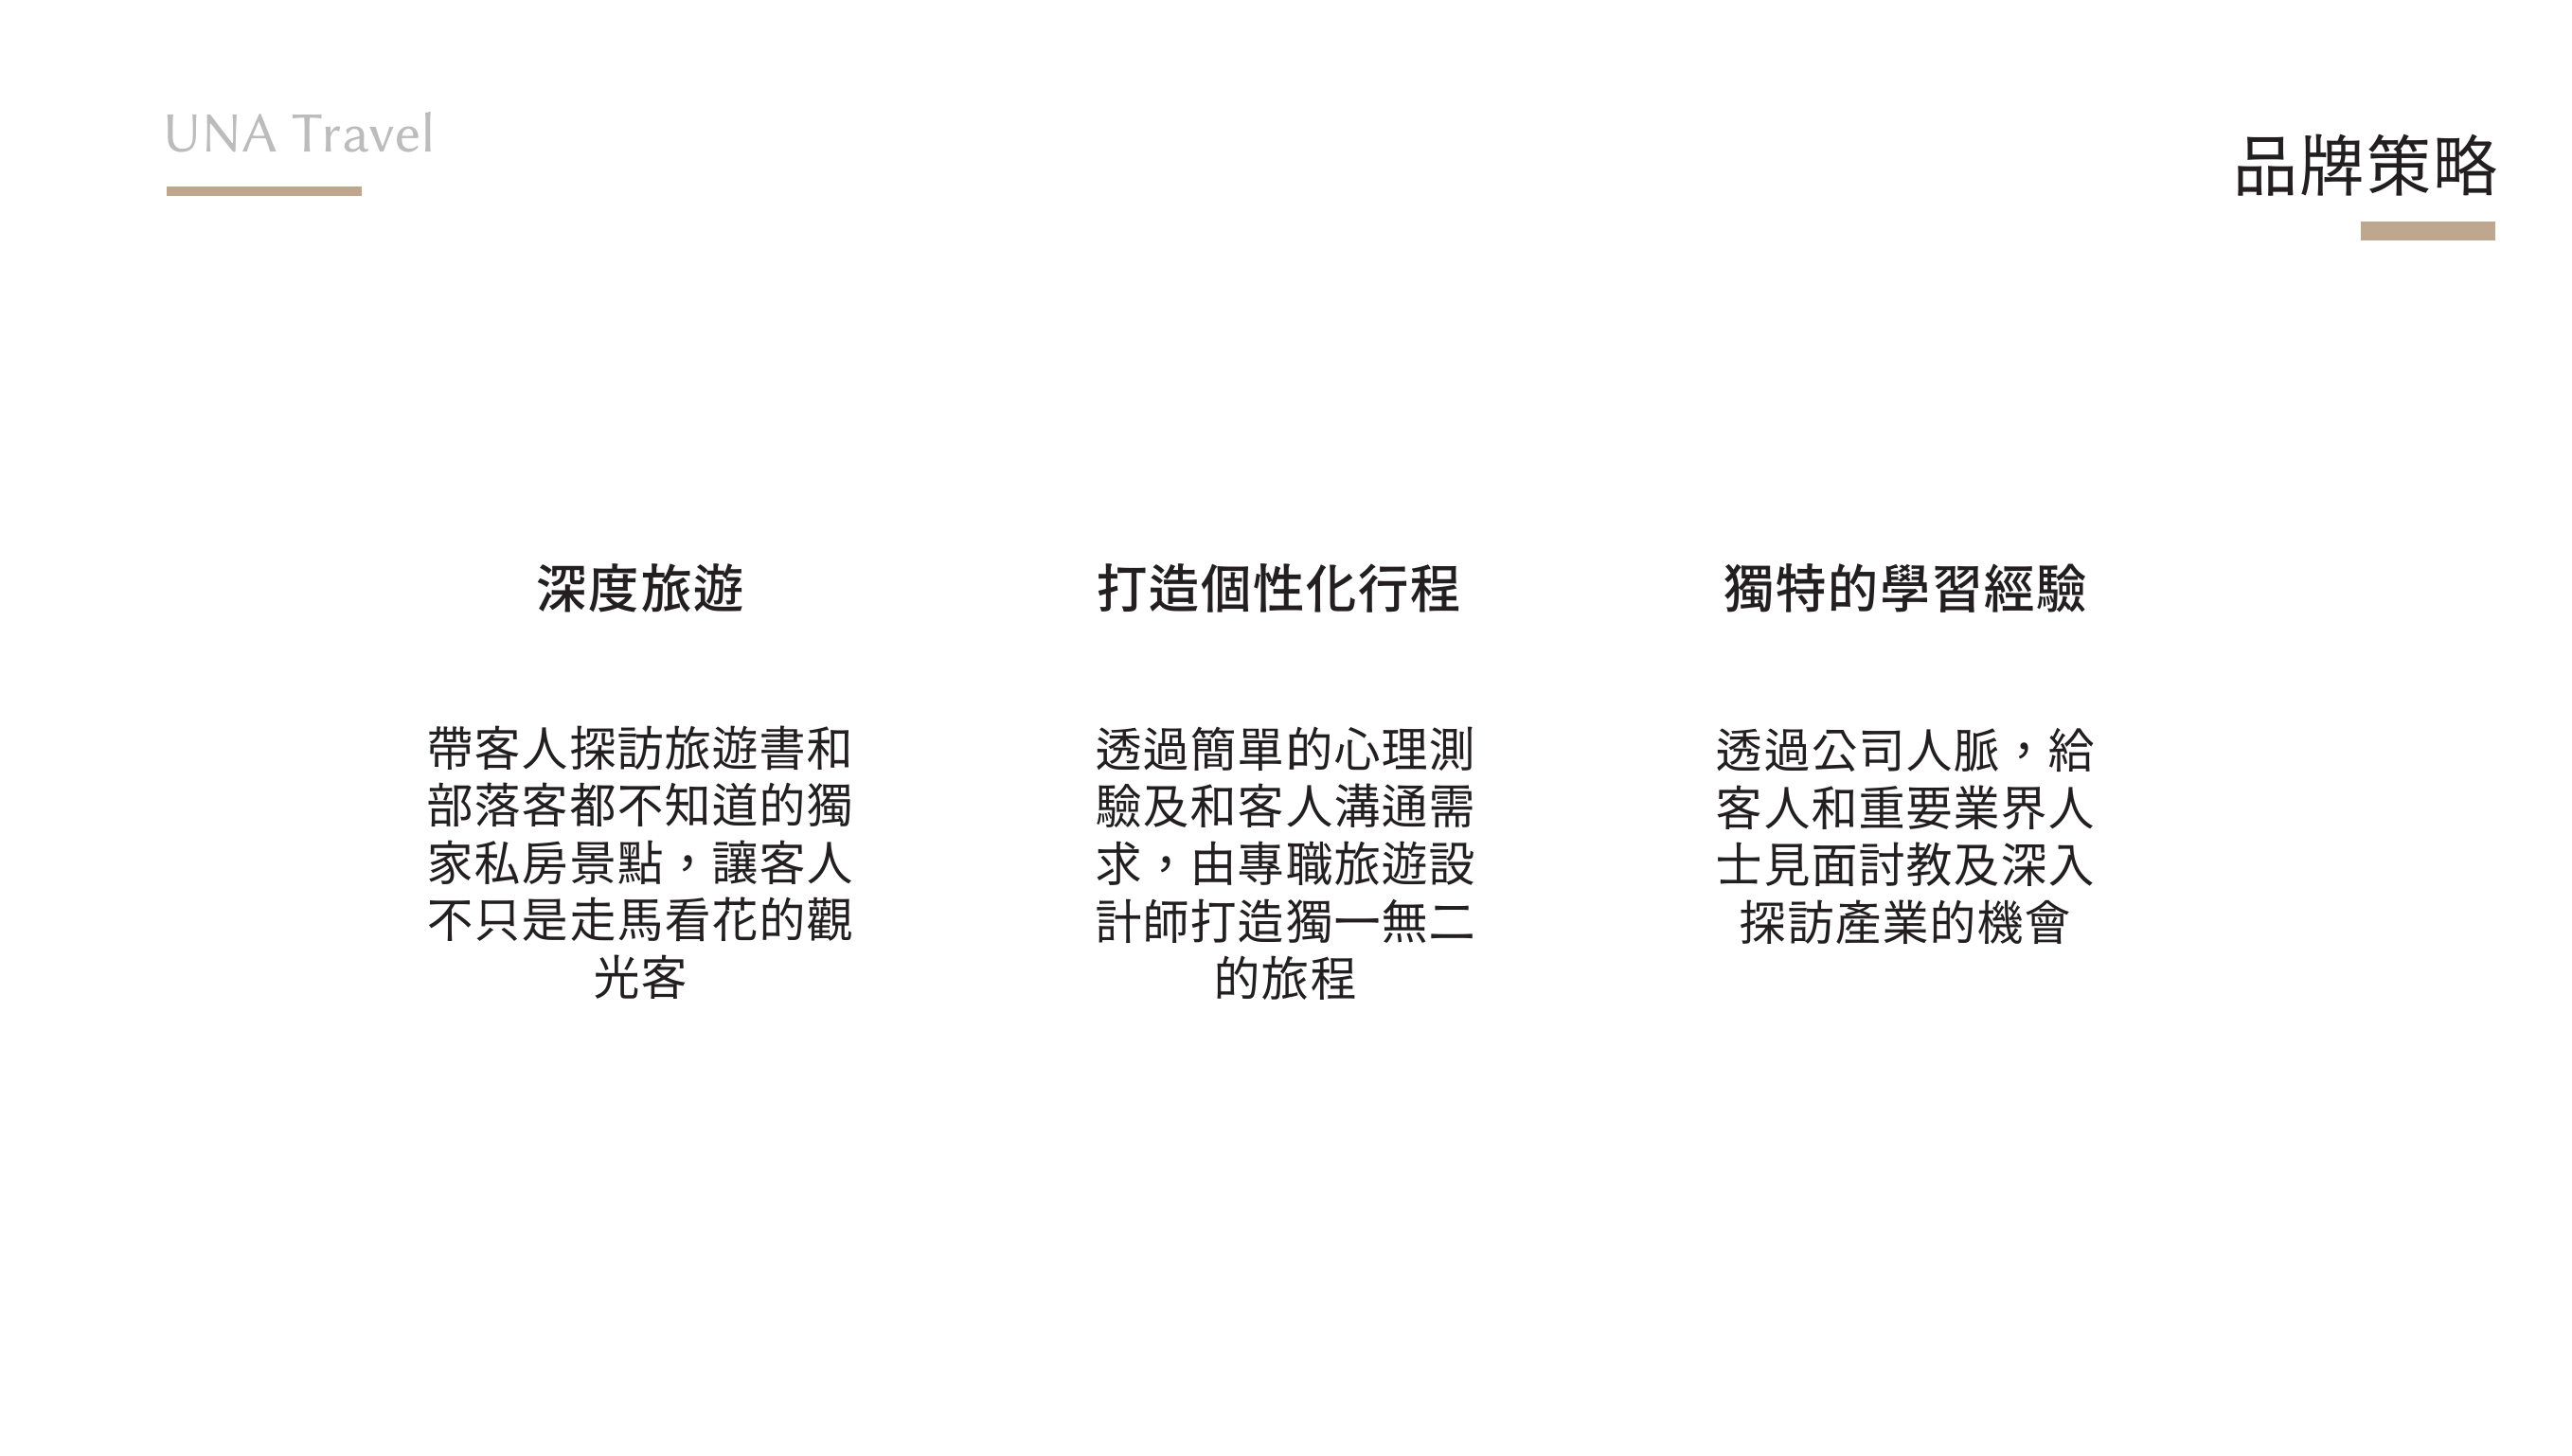 UNA Travel
品牌策略
深度旅遊
帶客人探訪旅遊書和
部落客都不知道的獨
家私房景點，讓客人
不只是走馬看花的觀
光客
打造個性化行程
透過簡單的心理測
驗及和客人溝通需
求，由專職旅遊設
計師打造獨一無二
的旅程
獨特的學習經驗
透過公司人脈，給
客人和重要業界人
士見面討教及深入
探訪產業的機會